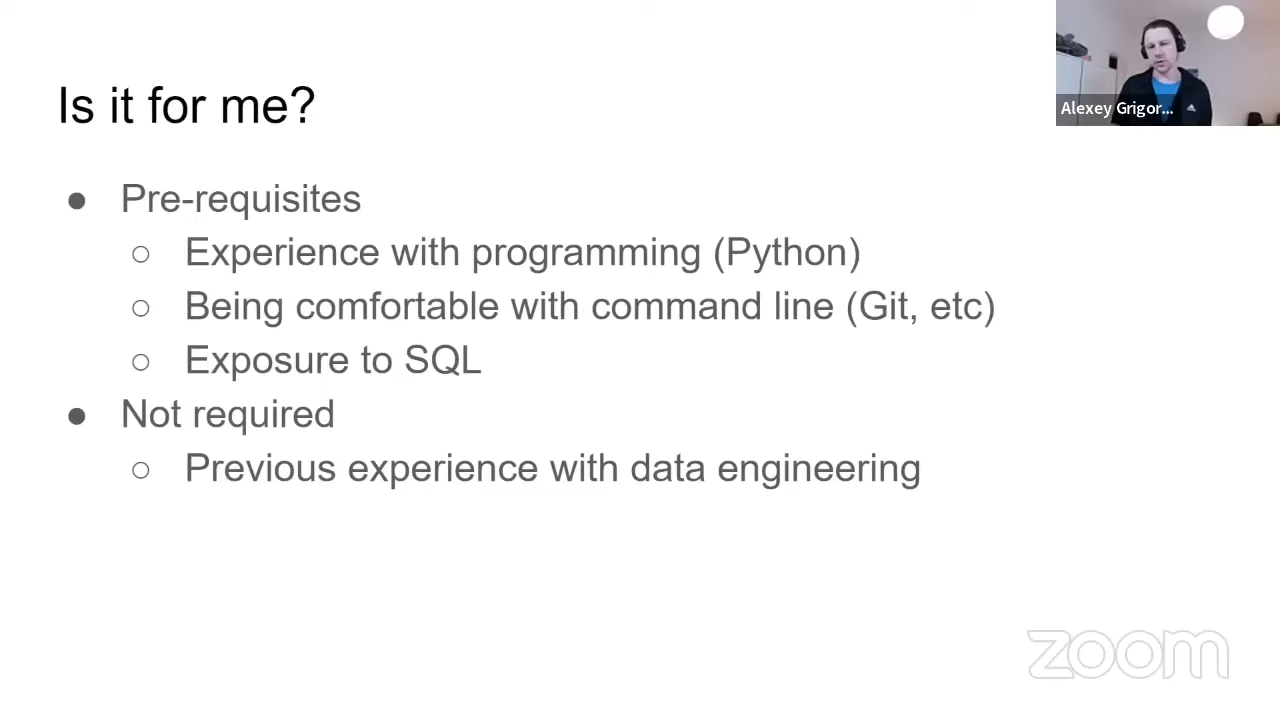 Is it for me?
● Pre-requisites
○ Experience with programming (Python)
○ Being comfortable with command line (Git, etc)
○ Exposure to SQL
● Not required
○ Previous experience with data engineering
Alexey Grigor...
zoom